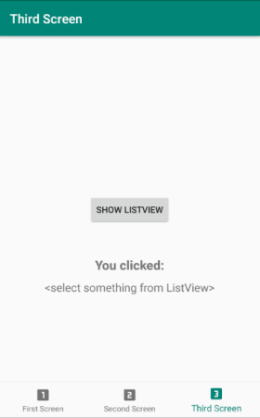 Third Screen
SHOW LISTVIEW
You clicked:
<select something from ListView>
1 2 3
First Screen Second Screen Third Screen